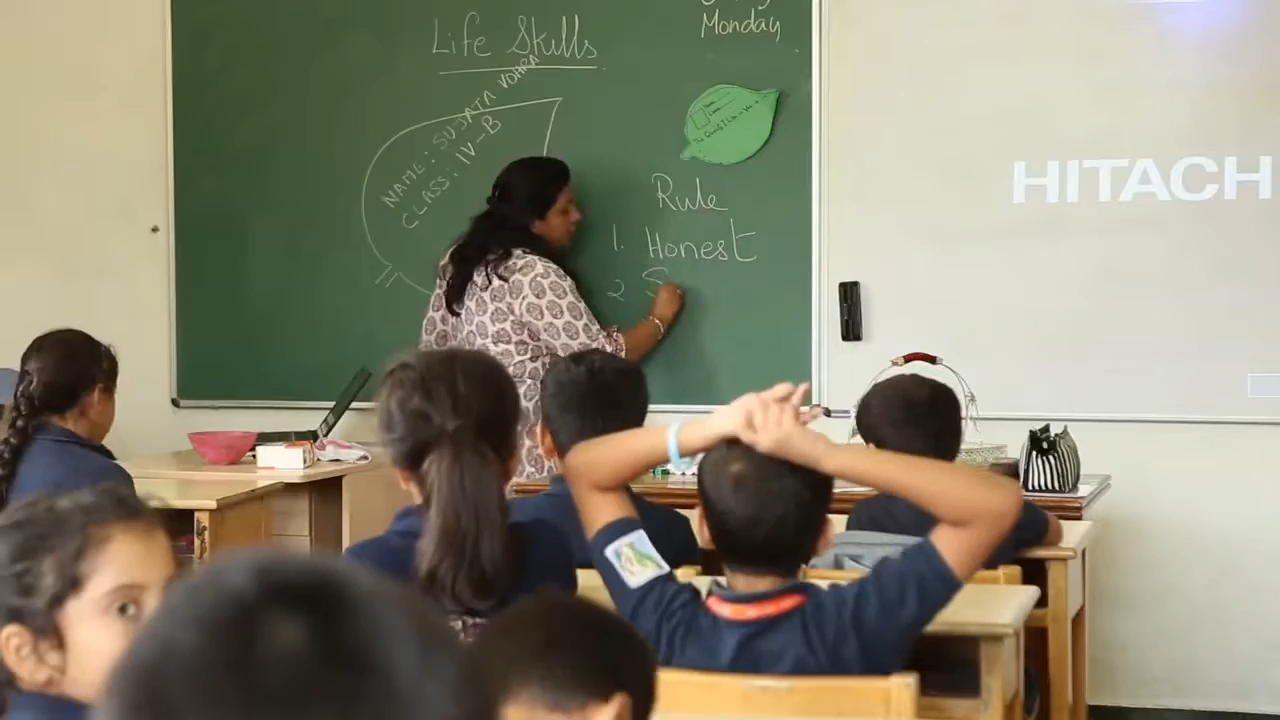 Life Skills
Monday
NAME: SUJATA VOHRA
CLASS: IV-B
Rule
1. Honest
2 S
HITACH